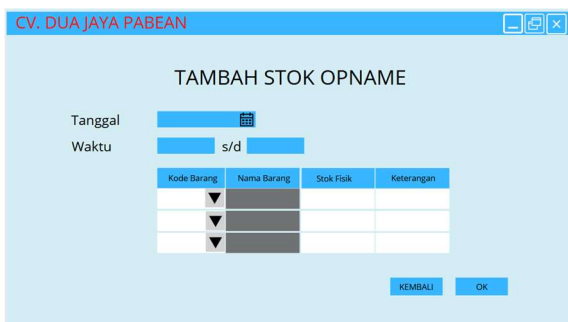 CV. DUA JAYA PABEAN
TAMBAH STOK OPNAME
Tanggal
Waktu s/d
Kode Barang Nama Barang Stok Fisik Keterangan
KEMBALI OK